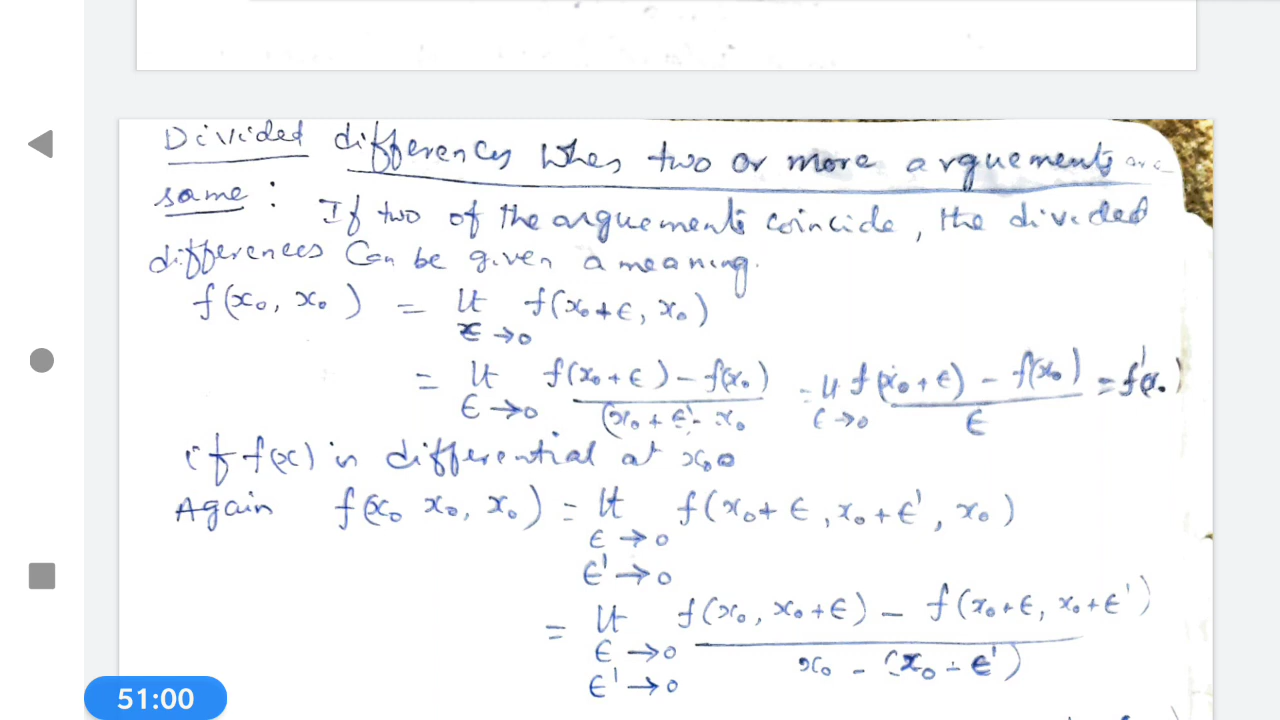 Divided differences when two or more arguements are
same : If two of the arguements coincide, the divided
differences Can be given a meaning.
f(x₀, x₀) = lt f(x₀+ε, x₀)
ε→0
= lt f(x₀+ε) - f(x₀) / (x₀+ε) - x₀ = lt f(x₀+ε) - f(x₀) / ε = f'(x₀)
ε→0 ε→0
if f(x) is differential at x₀
Again f(x₀ x₀, x₀) = lt f(x₀+ε, x₀+ε', x₀)
ε→0
ε'→0
= lt f(x₀, x₀+ε) - f(x₀+ε, x₀+ε') / x₀ - (x₀+ε')
ε→0
ε'→0
51:00